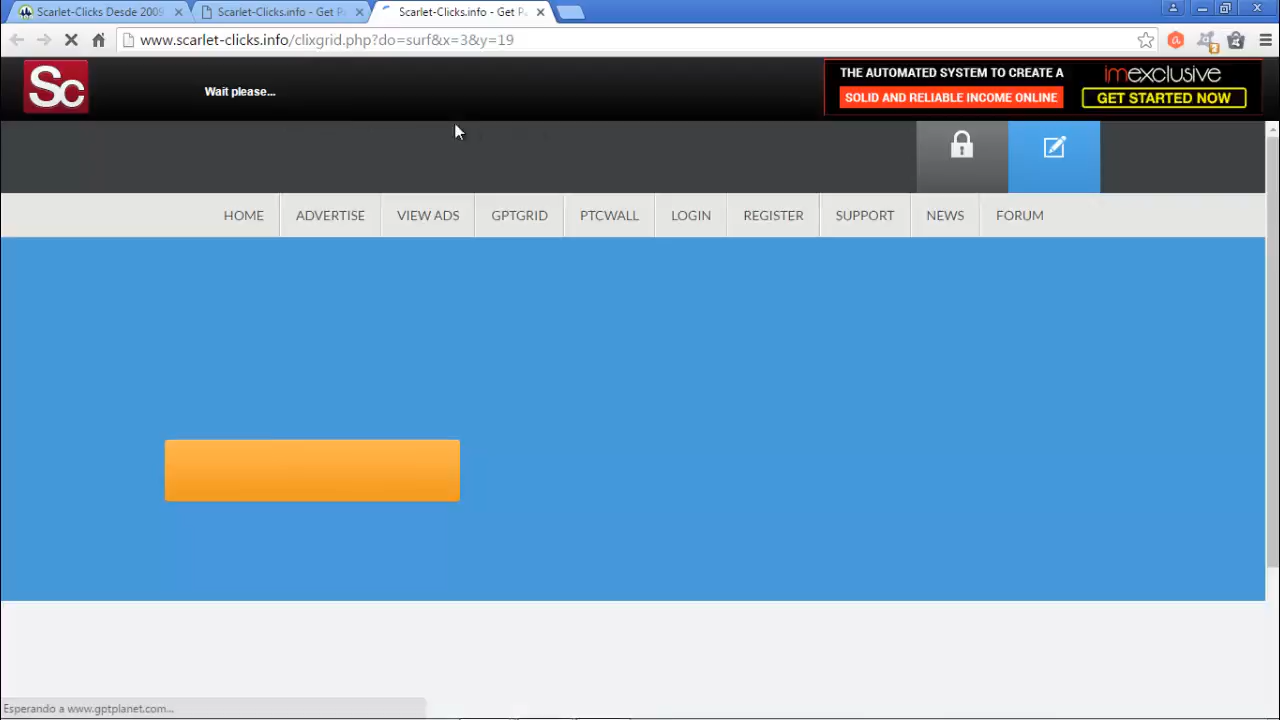 Scarlet-Clicks Desde 2009
Scarlet-Clicks.info - Get P
Scarlet-Clicks.info - Get P
www.scarlet-clicks.info/clixgrid.php?do=surf&x=3&y=19
Sc
Wait please...
THE AUTOMATED SYSTEM TO CREATE A
SOLID AND RELIABLE INCOME ONLINE
imexclusive
GET STARTED NOW
HOME
ADVERTISE
VIEW ADS
GPTGRID
PTCWALL
LOGIN
REGISTER
SUPPORT
NEWS
FORUM
Esperando a www.gptplanet.com...